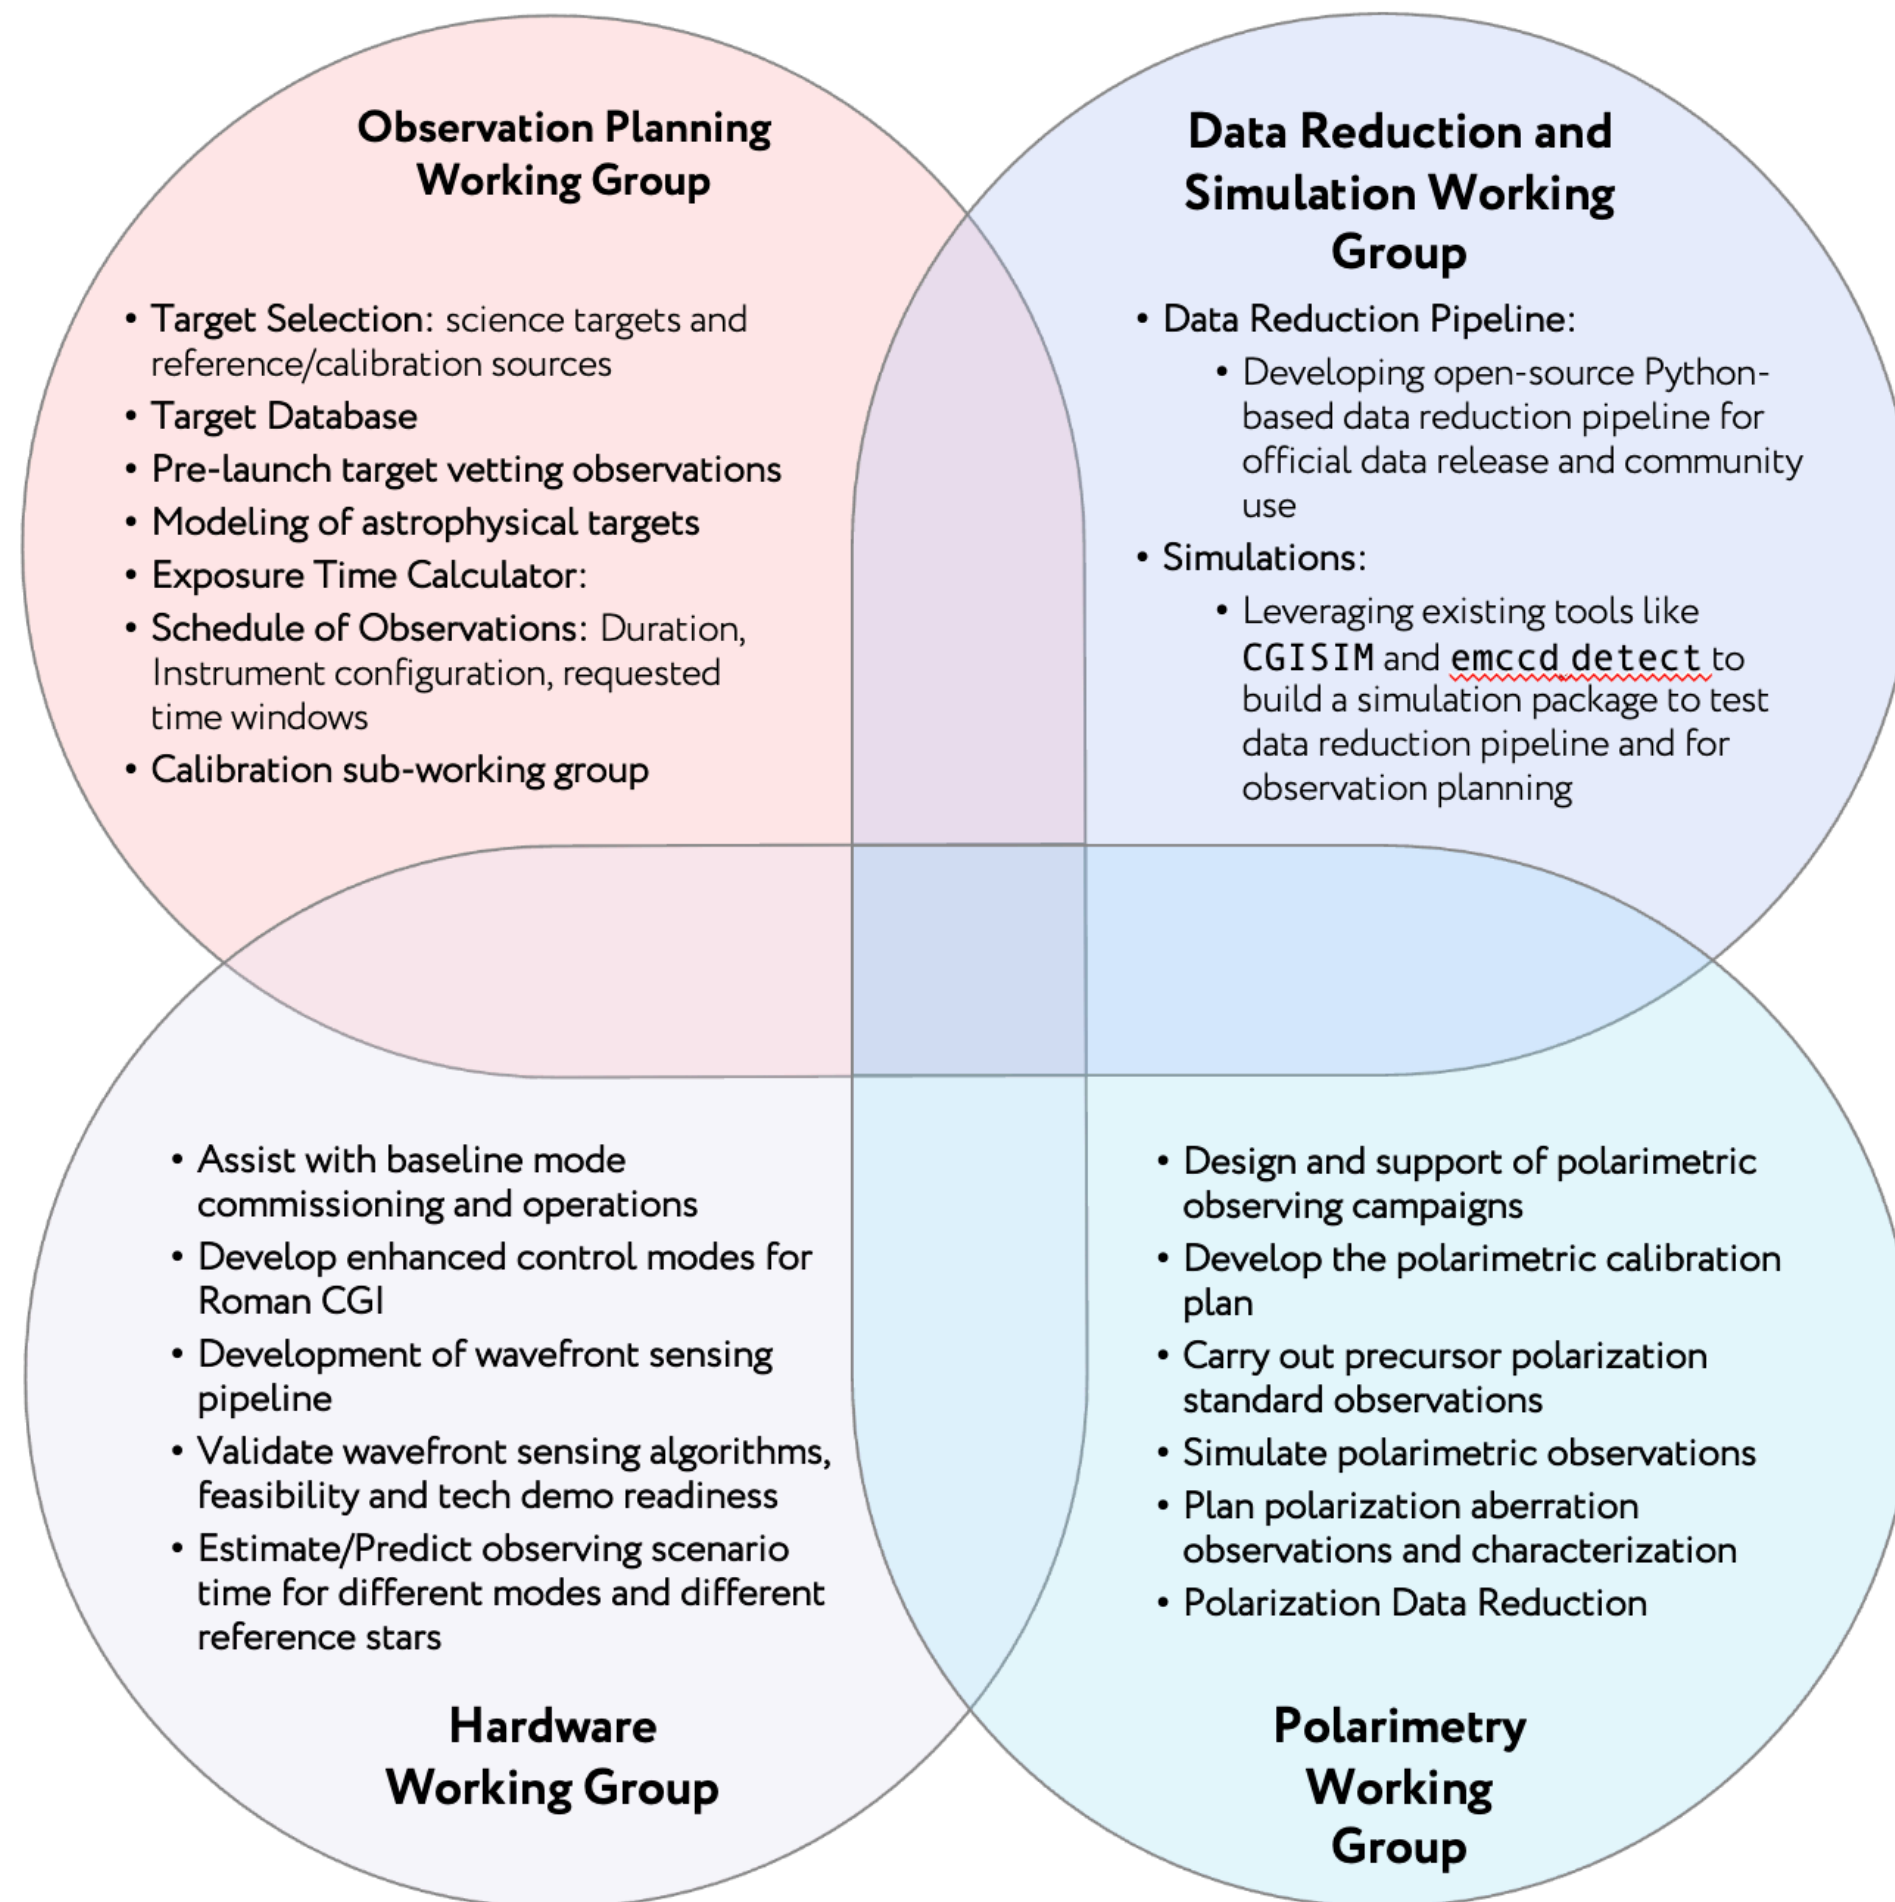 Observation Planning
Working Group
• Target Selection: science targets and
reference/calibration sources
• Target Database
• Pre-launch target vetting observations
• Modeling of astrophysical targets
• Exposure Time Calculator:
• Schedule of Observations: Duration,
Instrument configuration, requested
time windows
• Calibration sub-working group
Data Reduction and
Simulation Working
Group
• Data Reduction Pipeline:
• Developing open-source Python-
based data reduction pipeline for
official data release and community
use
• Simulations:
• Leveraging existing tools like
CGISIM and emccd_detect to
build a simulation package to test
data reduction pipeline and for
observation planning
• Assist with baseline mode
commissioning and operations
• Develop enhanced control modes for
Roman CGI
• Development of wavefront sensing
pipeline
• Validate wavefront sensing algorithms,
feasibility and tech demo readiness
• Estimate/Predict observing scenario
time for different modes and different
reference stars
Hardware
Working Group
• Design and support of polarimetric
observing campaigns
• Develop the polarimetric calibration
plan
• Carry out precursor polarization
standard observations
• Simulate polarimetric observations
• Plan polarization aberration
observations and characterization
• Polarization Data Reduction
Polarimetry
Working
Group